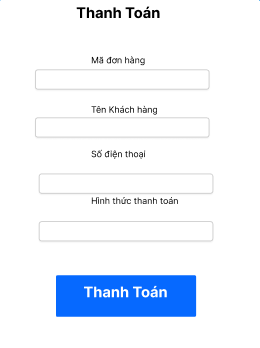 Thanh Toán
Mã đơn hàng
Tên Khách hàng
Số điện thoại
Hình thức thanh toán
Thanh Toán